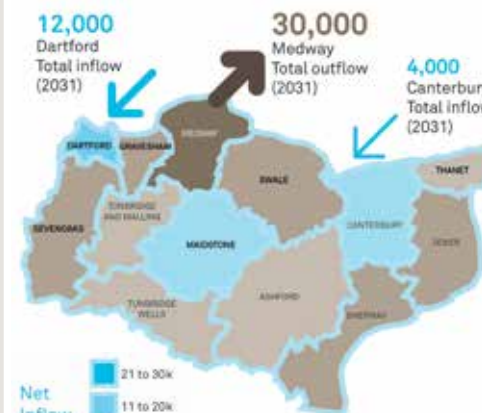 12,000
Dartford
Total inflow
(2031)
30,000
Medway
Total outflow
(2031)
4,000
Canterbur
Total inflow
(2031)
MEDWAY
DARTFORD
GRAVESHAM
THANET
SWALE
TONBRIDGE
AND MALLING
SEVENOAKS
CANTERBURY
DOVER
MAIDSTONE
ASHFORD
TUNBRIDGE
WELLS
SHEPWAY
21 to 30k
Net
Inflow
11 to 20k